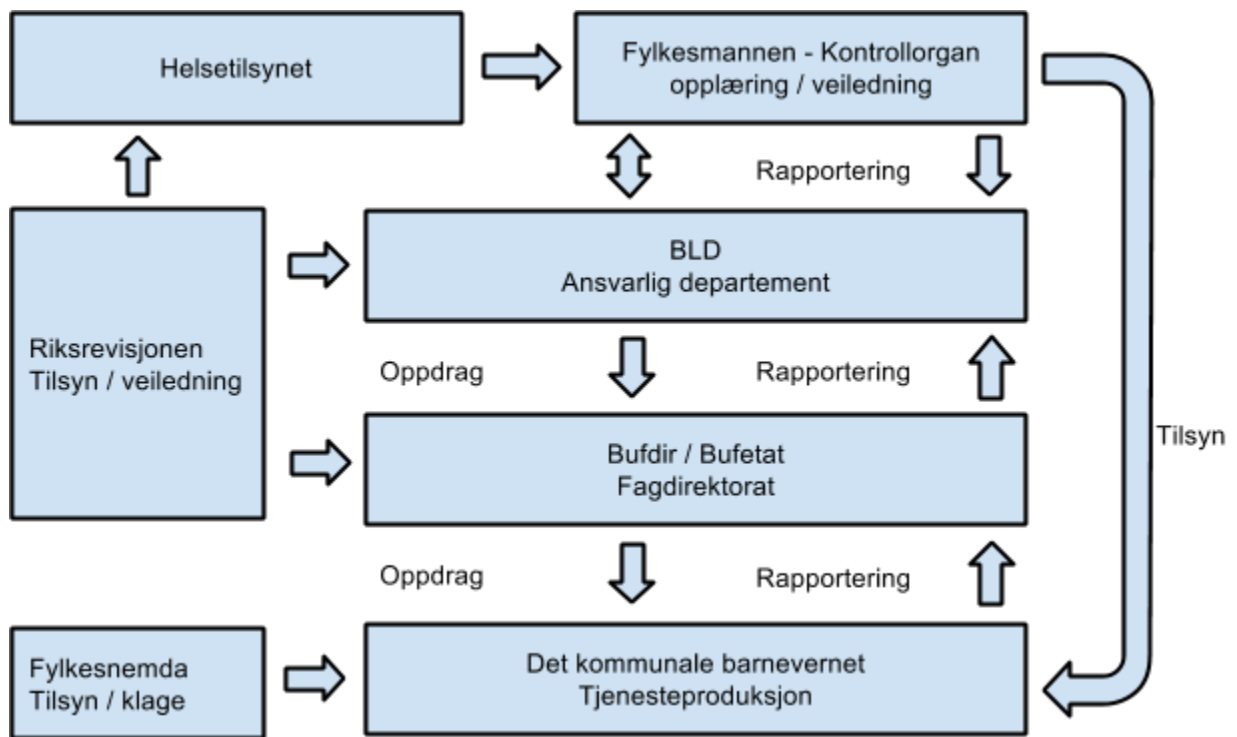 Helsetilsynet
Fylkesmannen - Kontrollorgan
opplæring / veiledning
Rapportering
BLD
Ansvarlig departement
Riksrevisjonen
Tilsyn / veiledning
Oppdrag
Rapportering
Bufdir / Bufetat
Fagdirektorat
Tilsyn
Oppdrag
Rapportering
Fylkesnemda
Tilsyn / klage
Det kommunale barnevernet
Tjenesteproduksjon